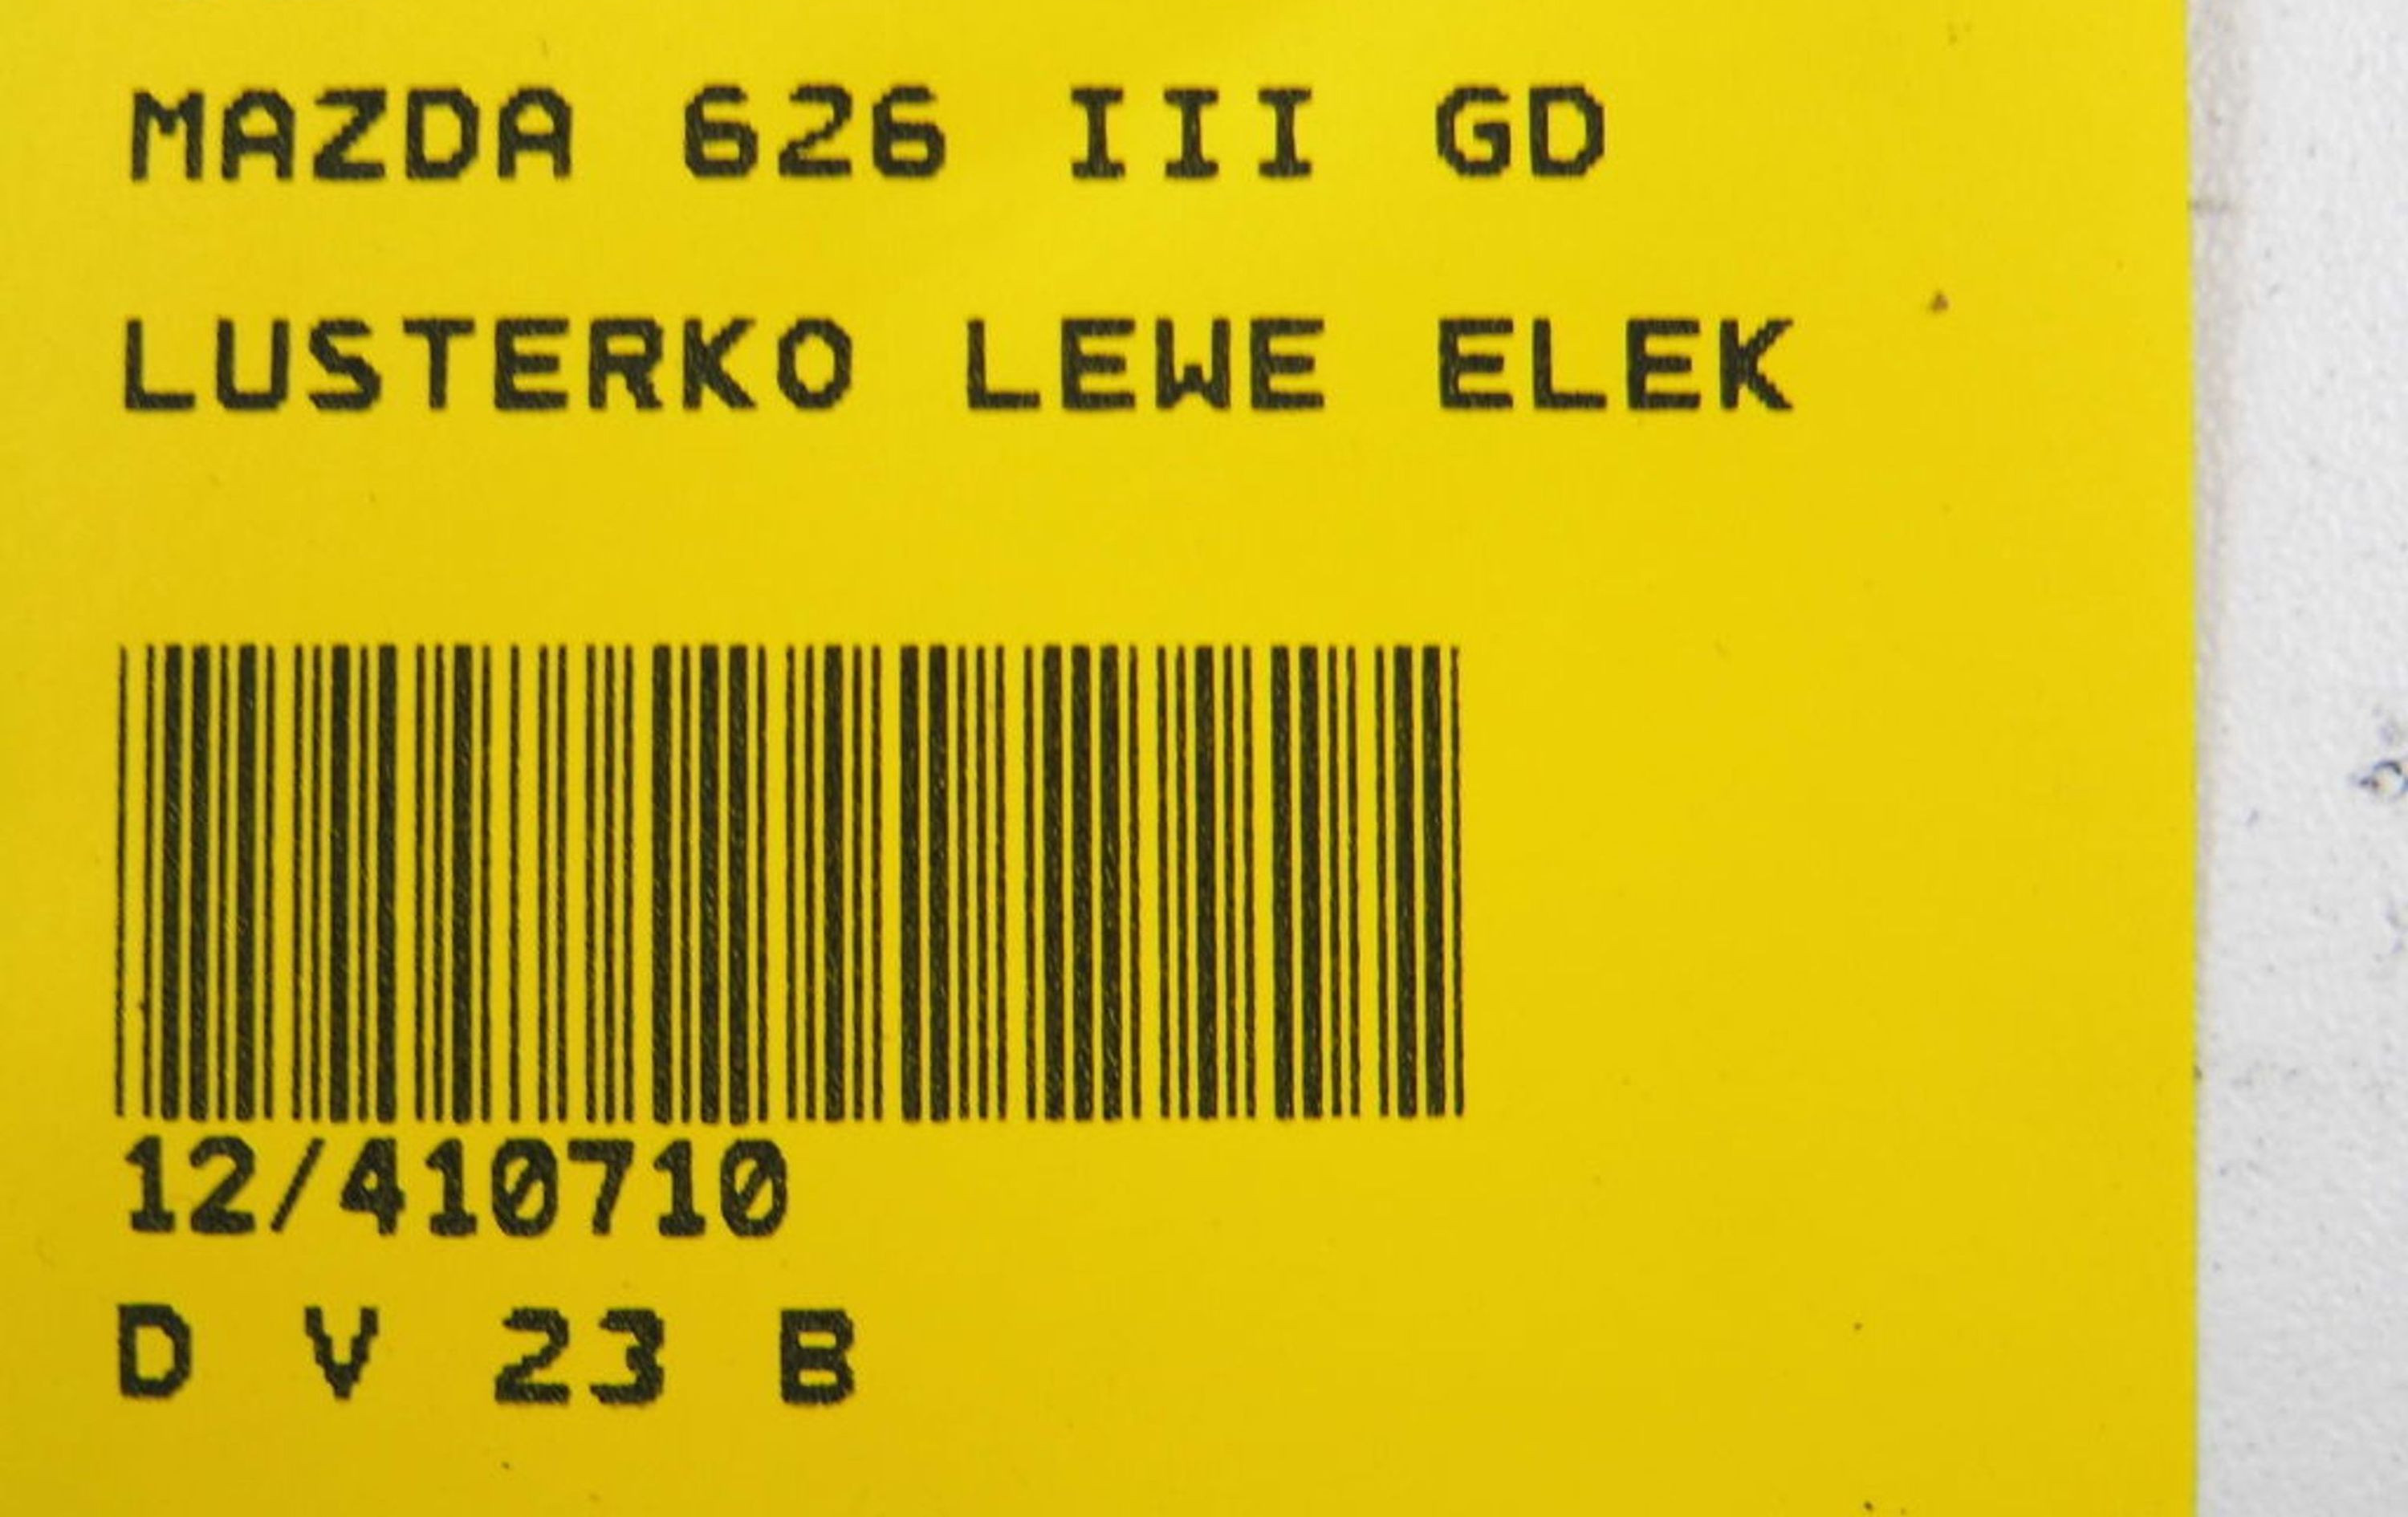 MAZDA 626 III GD
LUSTERKO LEWE ELEK
12/410710
D V 23 B